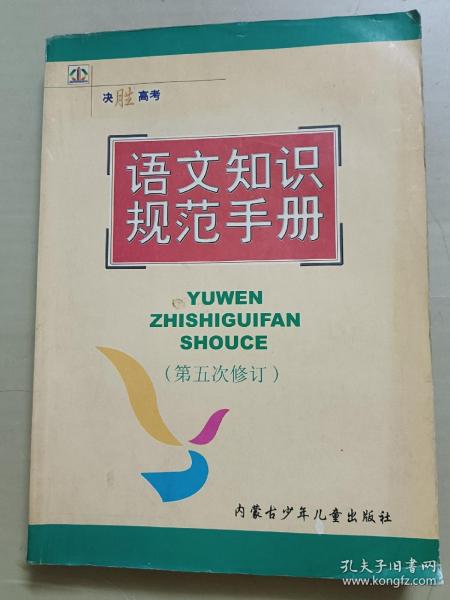 决胜高考
语文知识
规范手册
YUWEN
ZHISHIGUIFAN
SHOUCE
(第五次修订)
内蒙古少年儿童出版社
孔夫子旧书网
www.kongfz.com